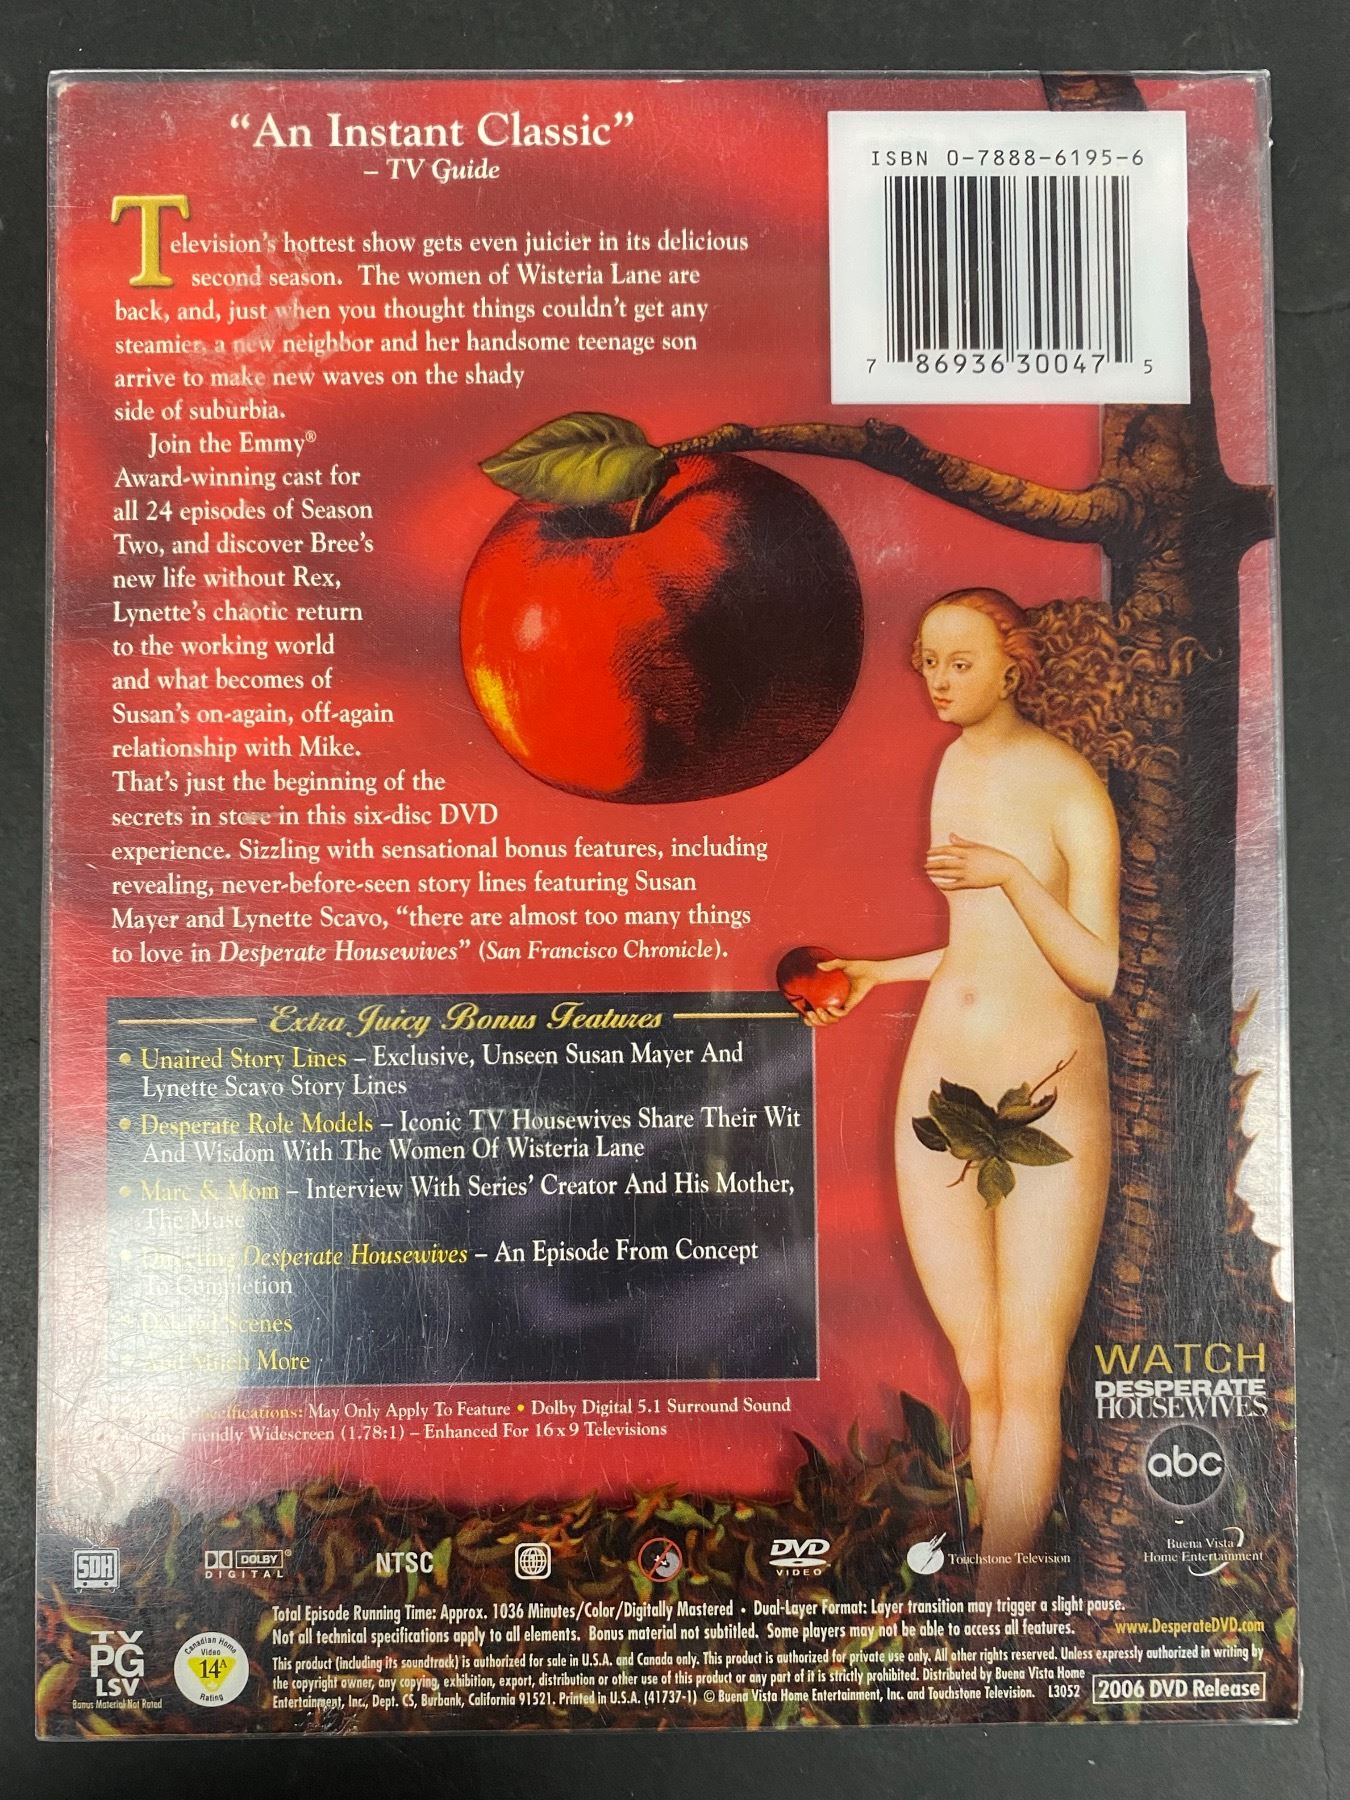 “An Instant Classic”
– TV Guide
ISBN 0-7888-6195-6
7 86936 30047 5
Television’s hottest show gets even juicier in its delicious
second season. The women of Wisteria Lane are
back, and, just when you thought things couldn’t get any
steamier, a new neighbor and her handsome teenage son
arrive to make new waves on the shady
side of suburbia.
Join the Emmy®
Award-winning cast for
all 24 episodes of Season
Two, and discover Bree’s
new life without Rex,
Lynette’s chaotic return
to the working world
and what becomes of
Susan’s on-again, off-again
relationship with Mike.
That’s just the beginning of the
secrets in store in this six-disc DVD
experience. Sizzling with sensational bonus features, including
revealing, never-before-seen story lines featuring Susan
Mayer and Lynette Scavo, “there are almost too many things
to love in Desperate Housewives” (San Francisco Chronicle).
Extra Juicy Bonus Features
• Unaired Story Lines – Exclusive, Unseen Susan Mayer And
Lynette Scavo Story Lines
• Desperate Role Models – Iconic TV Housewives Share Their Wit
And Wisdom With The Women Of Wisteria Lane
• Marc & Mom – Interview With Series’ Creator And His Mother,
The Muse
• Directing Desperate Housewives – An Episode From Concept
To Completion
• Deleted Scenes
• And Much More
Specifications: May Only Apply To Feature • Dolby Digital 5.1 Surround Sound
Friendly Widescreen (1.78:1) – Enhanced For 16x9 Televisions
WATCH
DESPERATE
HOUSEWIVES
abc
SDH
DOLBY
DIGITAL
NTSC
1
DVD
VIDEO
Touchstone Television
Buena Vista
Home Entertainment
Total Episode Running Time: Approx. 1036 Minutes/Color/Digitally Mastered • Dual-Layer Format: Layer transition may trigger a slight pause.
Not all technical specifications apply to all elements. Bonus material not subtitled. Some players may not be able to access all features.
www.DesperateDVD.com
This product (including its soundtrack) is authorized for sale in U.S.A. and Canada only. This product is authorized for private use only. All other rights reserved. Unless expressly authorized in writing by
the copyright owner, any copying, exhibition, export, distribution or other use of this product or any part of it is strictly prohibited. Distributed by Buena Vista Home
Entertainment, Inc., Dept. CS, Burbank, California 91521. Printed in U.S.A. (41737-1) © Buena Vista Home Entertainment, Inc. and Touchstone Television. L3052
2006 DVD Release
TV
PG
LSV
Bonus Material Not Rated
Canadian Home
Video
14A
Rating